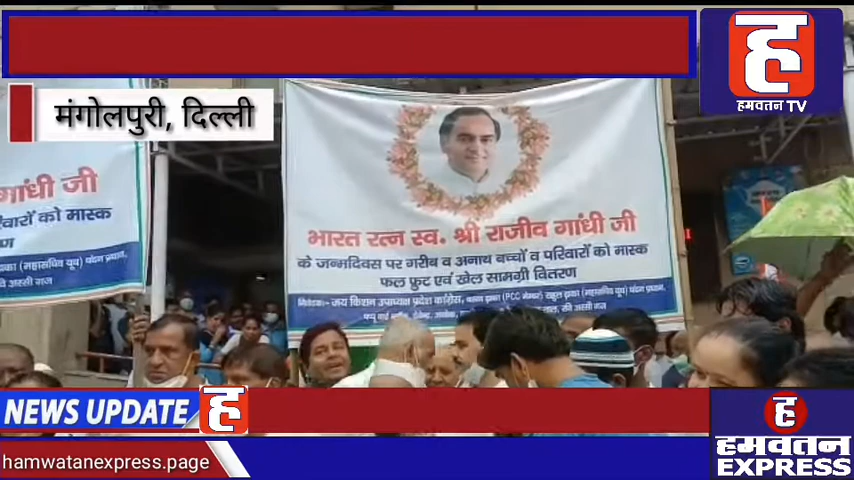 ह
हमवतन TV
मंगोलपुरी, दिल्ली
गांधी जी
परिवारों को मास्क
भारत रत्न स्व. श्री राजीव गांधी जी
के जन्मदिवस पर गरीब व अनाथ बच्चों व परिवारों को मास्क
फल फ्रूट एवं खेल सामग्री वितरण
NEWS UPDATE
ह
ह
हमवतन
EXPRESS
hamwatanexpress.page